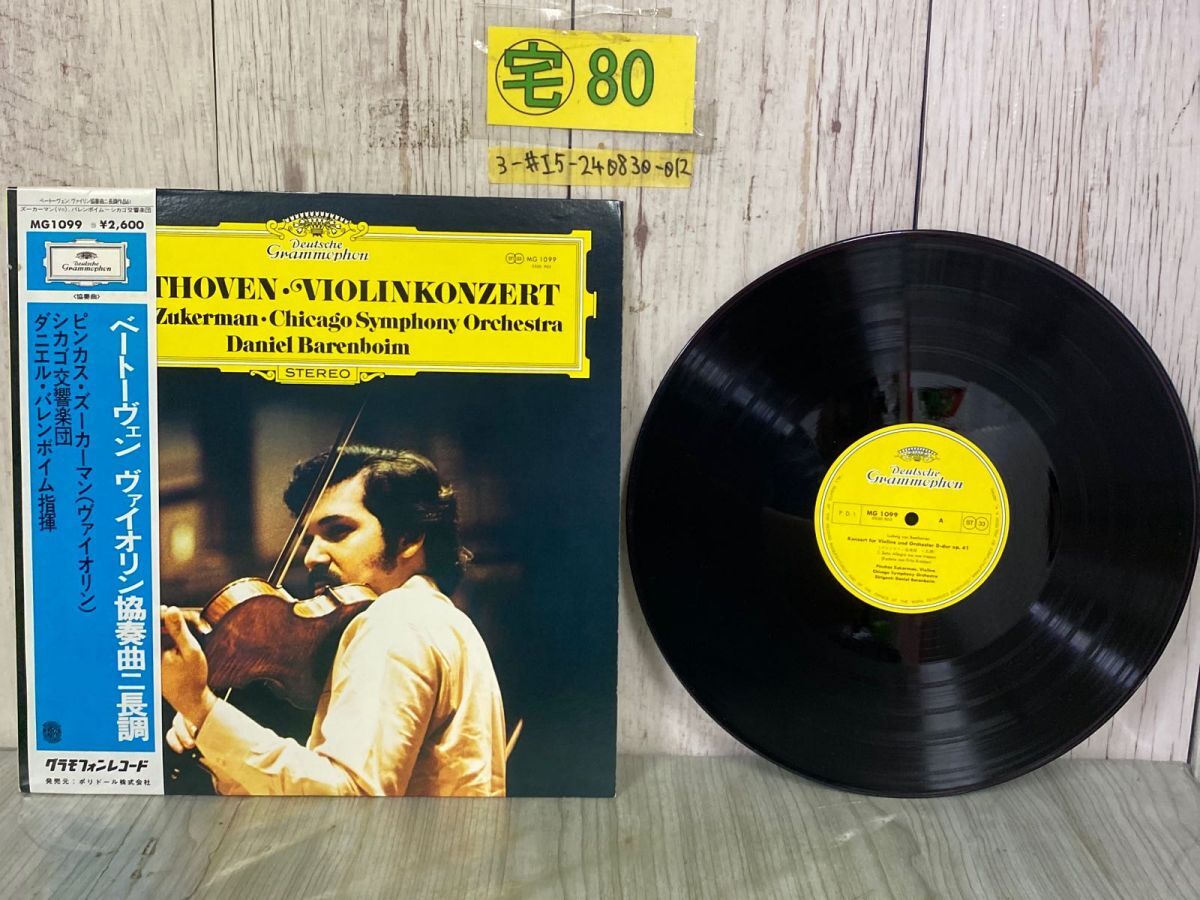 宅 80
3-#I5-240830-012
ベートーヴェン/ヴァイオリン協奏曲ニ長調作品61
ズーカーマン(Vn)、バレンボイム=シカゴ交響楽団
MG1099 ¥2,600
Deutsche
Grammophon
〈協奏曲〉
ベートーヴェン ヴァイオリン協奏曲ニ長調
ピンカス・ズーカーマン(ヴァイオリン)
シカゴ交響楽団
ダニエル・バレンボイム指揮
グラモフォンレコード
発売元:ポリドール株式会社
Deutsche
Grammophon
ST 33 MG 1099
THOVEN·VIOLINKONZERT
Zukerman·Chicago Symphony Orchestra
Daniel Barenboim
STEREO
Deutsche
Grammophon
P.D.1 MG 1099 A ST 33
Ludwig van Beethoven
Konzert für Violine und Orchester D-dur op. 61
Pinchas Zukerman, Violine
Chicago Symphony Orchestra
Dirigent: Daniel Barenboim